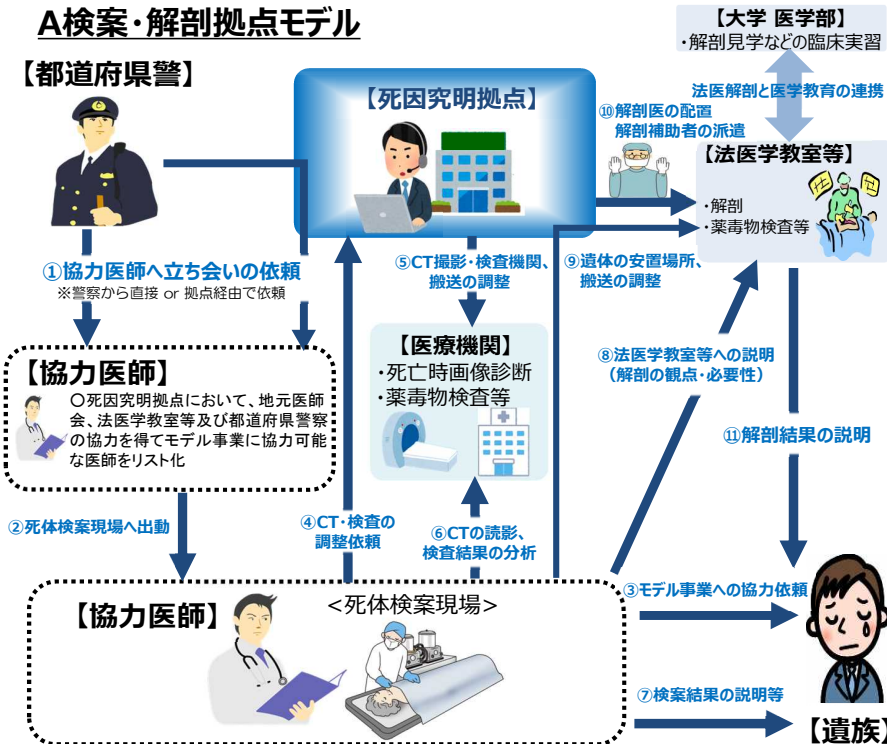 A検案・解剖拠点モデル
【大学 医学部】
・解剖見学などの臨床実習
【都道府県警】
【死因究明拠点】
法医解剖と医学教育の連携
⑩解剖医の配置
解剖補助者の派遣
【法医学教室等】
・解剖
・薬毒物検査等
①協力医師へ立ち会いの依頼
※警察から直接 or 拠点経由で依頼
⑤CT撮影・検査機関、
搬送の調整
⑨遺体の安置場所、
搬送の調整
【医療機関】
・死亡時画像診断
・薬毒物検査等
⑧法医学教室等への説明
（解剖の観点・必要性）
【協力医師】
〇死因究明拠点において、地元医師
会、法医学教室等及び都道府県警察
の協力を得てモデル事業に協力可能
な医師をリスト化
⑪解剖結果の説明
②死体検案現場へ出動
④CT・検査の
調整依頼
⑥CTの読影、
検査結果の分析
③モデル事業への協力依頼
【協力医師】
<死体検案現場>
⑦検案結果の説明等
【遺族】